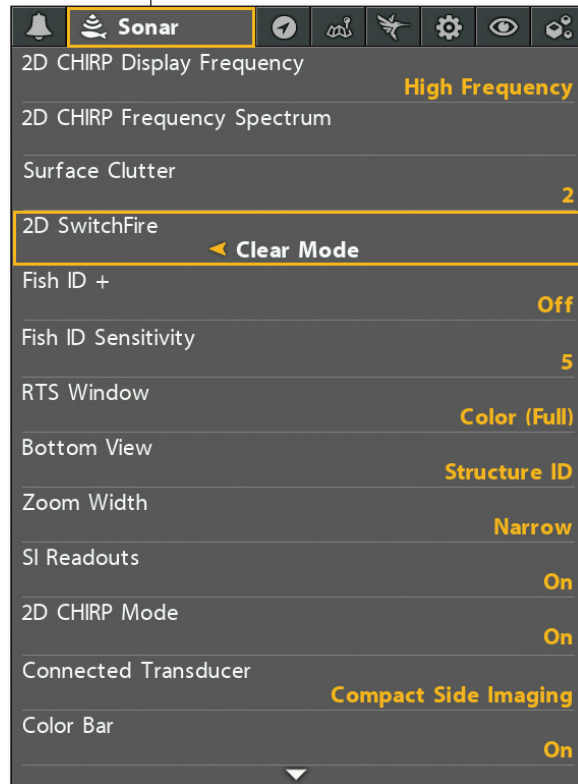 Sonar
2D CHIRP Display Frequency
High Frequency
2D CHIRP Frequency Spectrum
Surface Clutter
2
2D SwitchFire
Clear Mode
Fish ID +
Off
Fish ID Sensitivity
5
RTS Window
Color (Full)
Bottom View
Structure ID
Zoom Width
Narrow
SI Readouts
On
2D CHIRP Mode
On
Connected Transducer
Compact Side Imaging
Color Bar
On